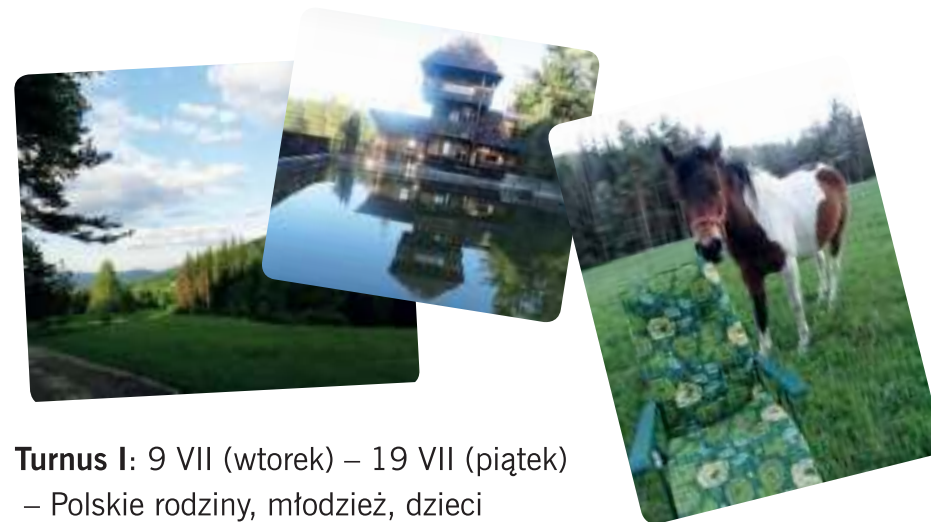 Turnus I: 9 VII (wtorek) – 19 VII (piątek)
– Polskie rodziny, młodzież, dzieci